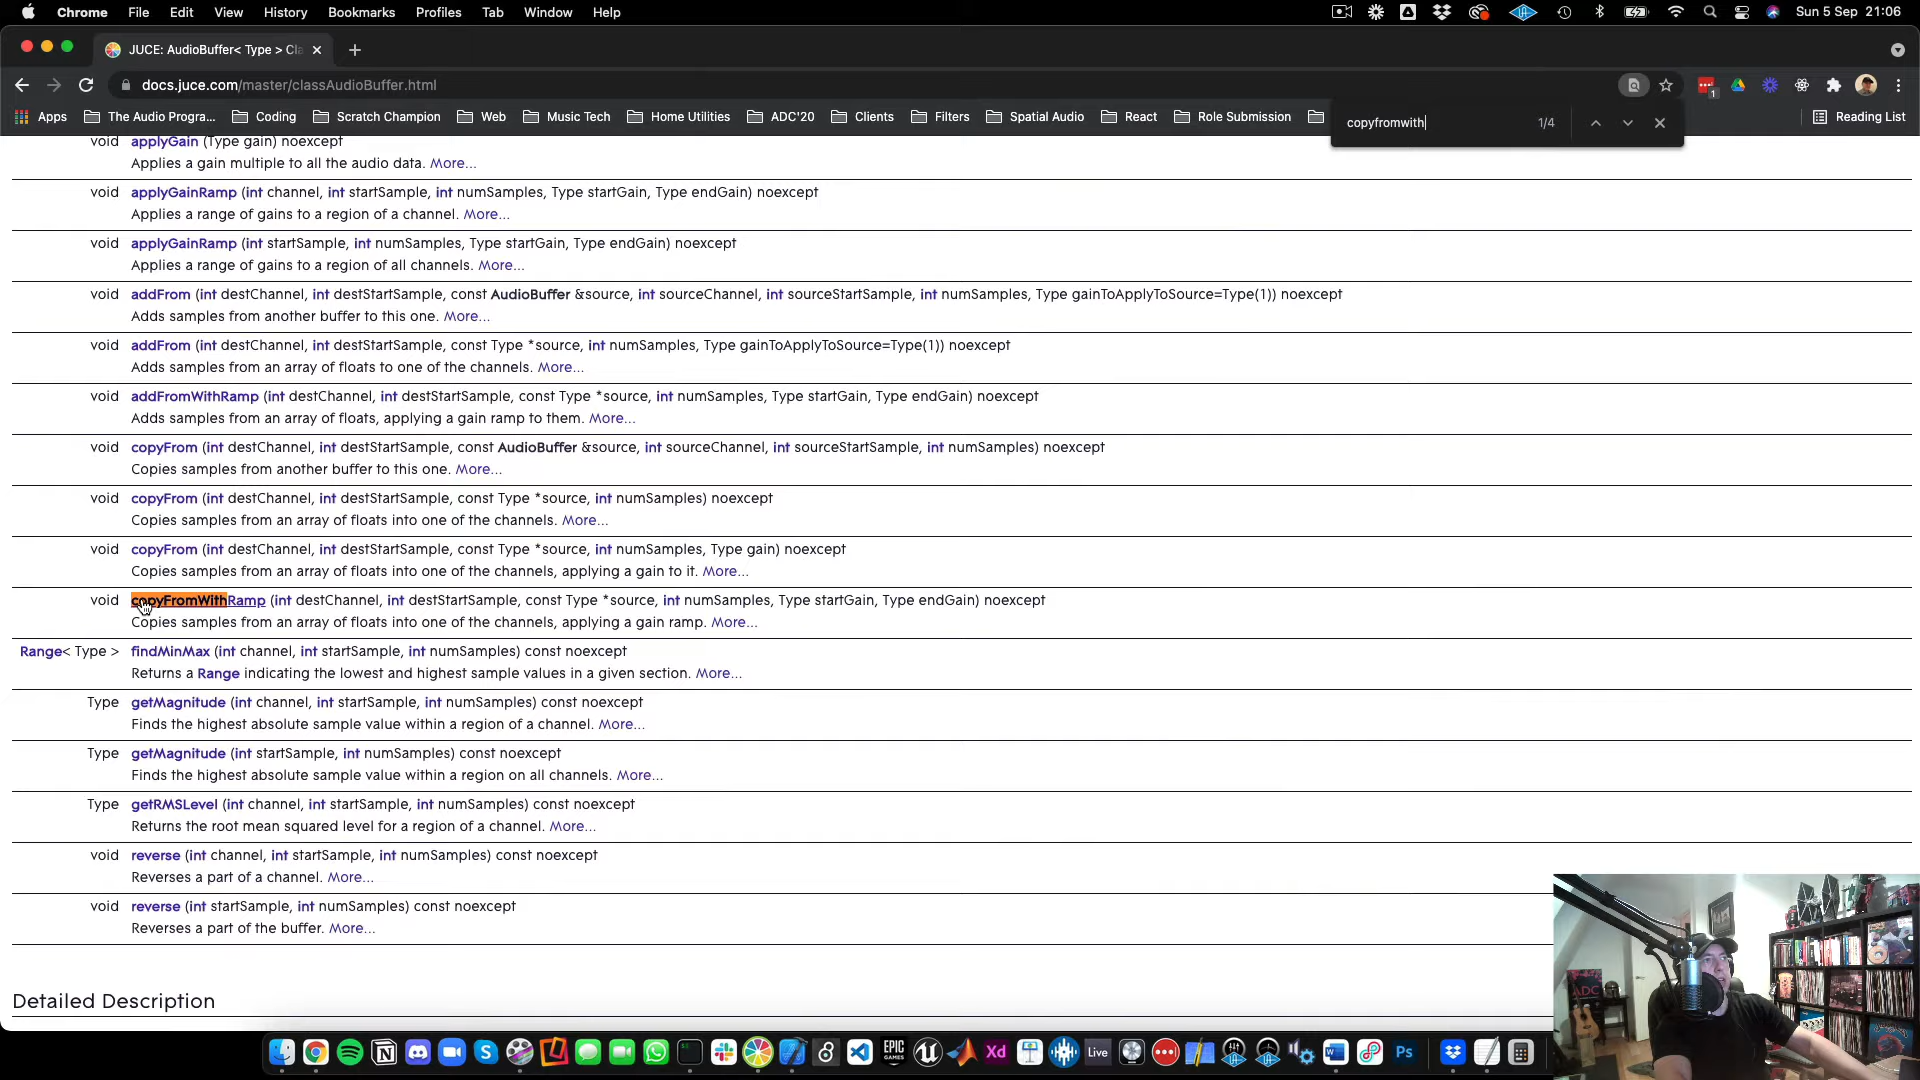 Chrome File Edit View History Bookmarks Profiles Tab Window Help Sun 5 Sep 21:06
JUCE: AudioBuffer< Type > Cla
docs.juce.com/master/classAudioBuffer.html
Apps The Audio Progra... Coding Scratch Champion Web Music Tech Home Utilities ADC'20 Clients Filters Spatial Audio React Role Submission Reading List
copyfromwith 1/4
void applyGain (Type gain) noexcept
Applies a gain multiple to all the audio data. More...
void applyGainRamp (int channel, int startSample, int numSamples, Type startGain, Type endGain) noexcept
Applies a range of gains to a region of a channel. More...
void applyGainRamp (int startSample, int numSamples, Type startGain, Type endGain) noexcept
Applies a range of gains to a region of all channels. More...
void addFrom (int destChannel, int destStartSample, const AudioBuffer &source, int sourceChannel, int sourceStartSample, int numSamples, Type gainToApplyToSource=Type(1)) noexcept
Adds samples from another buffer to this one. More...
void addFrom (int destChannel, int destStartSample, const Type *source, int numSamples, Type gainToApplyToSource=Type(1)) noexcept
Adds samples from an array of floats to one of the channels. More...
void addFromWithRamp (int destChannel, int destStartSample, const Type *source, int numSamples, Type startGain, Type endGain) noexcept
Adds samples from an array of floats, applying a gain ramp to them. More...
void copyFrom (int destChannel, int destStartSample, const AudioBuffer &source, int sourceChannel, int sourceStartSample, int numSamples) noexcept
Copies samples from another buffer to this one. More...
void copyFrom (int destChannel, int destStartSample, const Type *source, int numSamples) noexcept
Copies samples from an array of floats into one of the channels. More...
void copyFrom (int destChannel, int destStartSample, const Type *source, int numSamples, Type gain) noexcept
Copies samples from an array of floats into one of the channels, applying a gain to it. More...
void copyFromWithRamp (int destChannel, int destStartSample, const Type *source, int numSamples, Type startGain, Type endGain) noexcept
Copies samples from an array of floats into one of the channels, applying a gain ramp. More...
Range< Type > findMinMax (int channel, int startSample, int numSamples) const noexcept
Returns a Range indicating the lowest and highest sample values in a given section. More...
Type getMagnitude (int channel, int startSample, int numSamples) const noexcept
Finds the highest absolute sample value within a region of a channel. More...
Type getMagnitude (int startSample, int numSamples) const noexcept
Finds the highest absolute sample value within a region on all channels. More...
Type getRMSLevel (int channel, int startSample, int numSamples) const noexcept
Returns the root mean squared level for a region of a channel. More...
void reverse (int channel, int startSample, int numSamples) const noexcept
Reverses a part of a channel. More...
void reverse (int startSample, int numSamples) const noexcept
Reverses a part of the buffer. More...
Detailed Description
ADC
EPIC GAMES Xd Live Ps